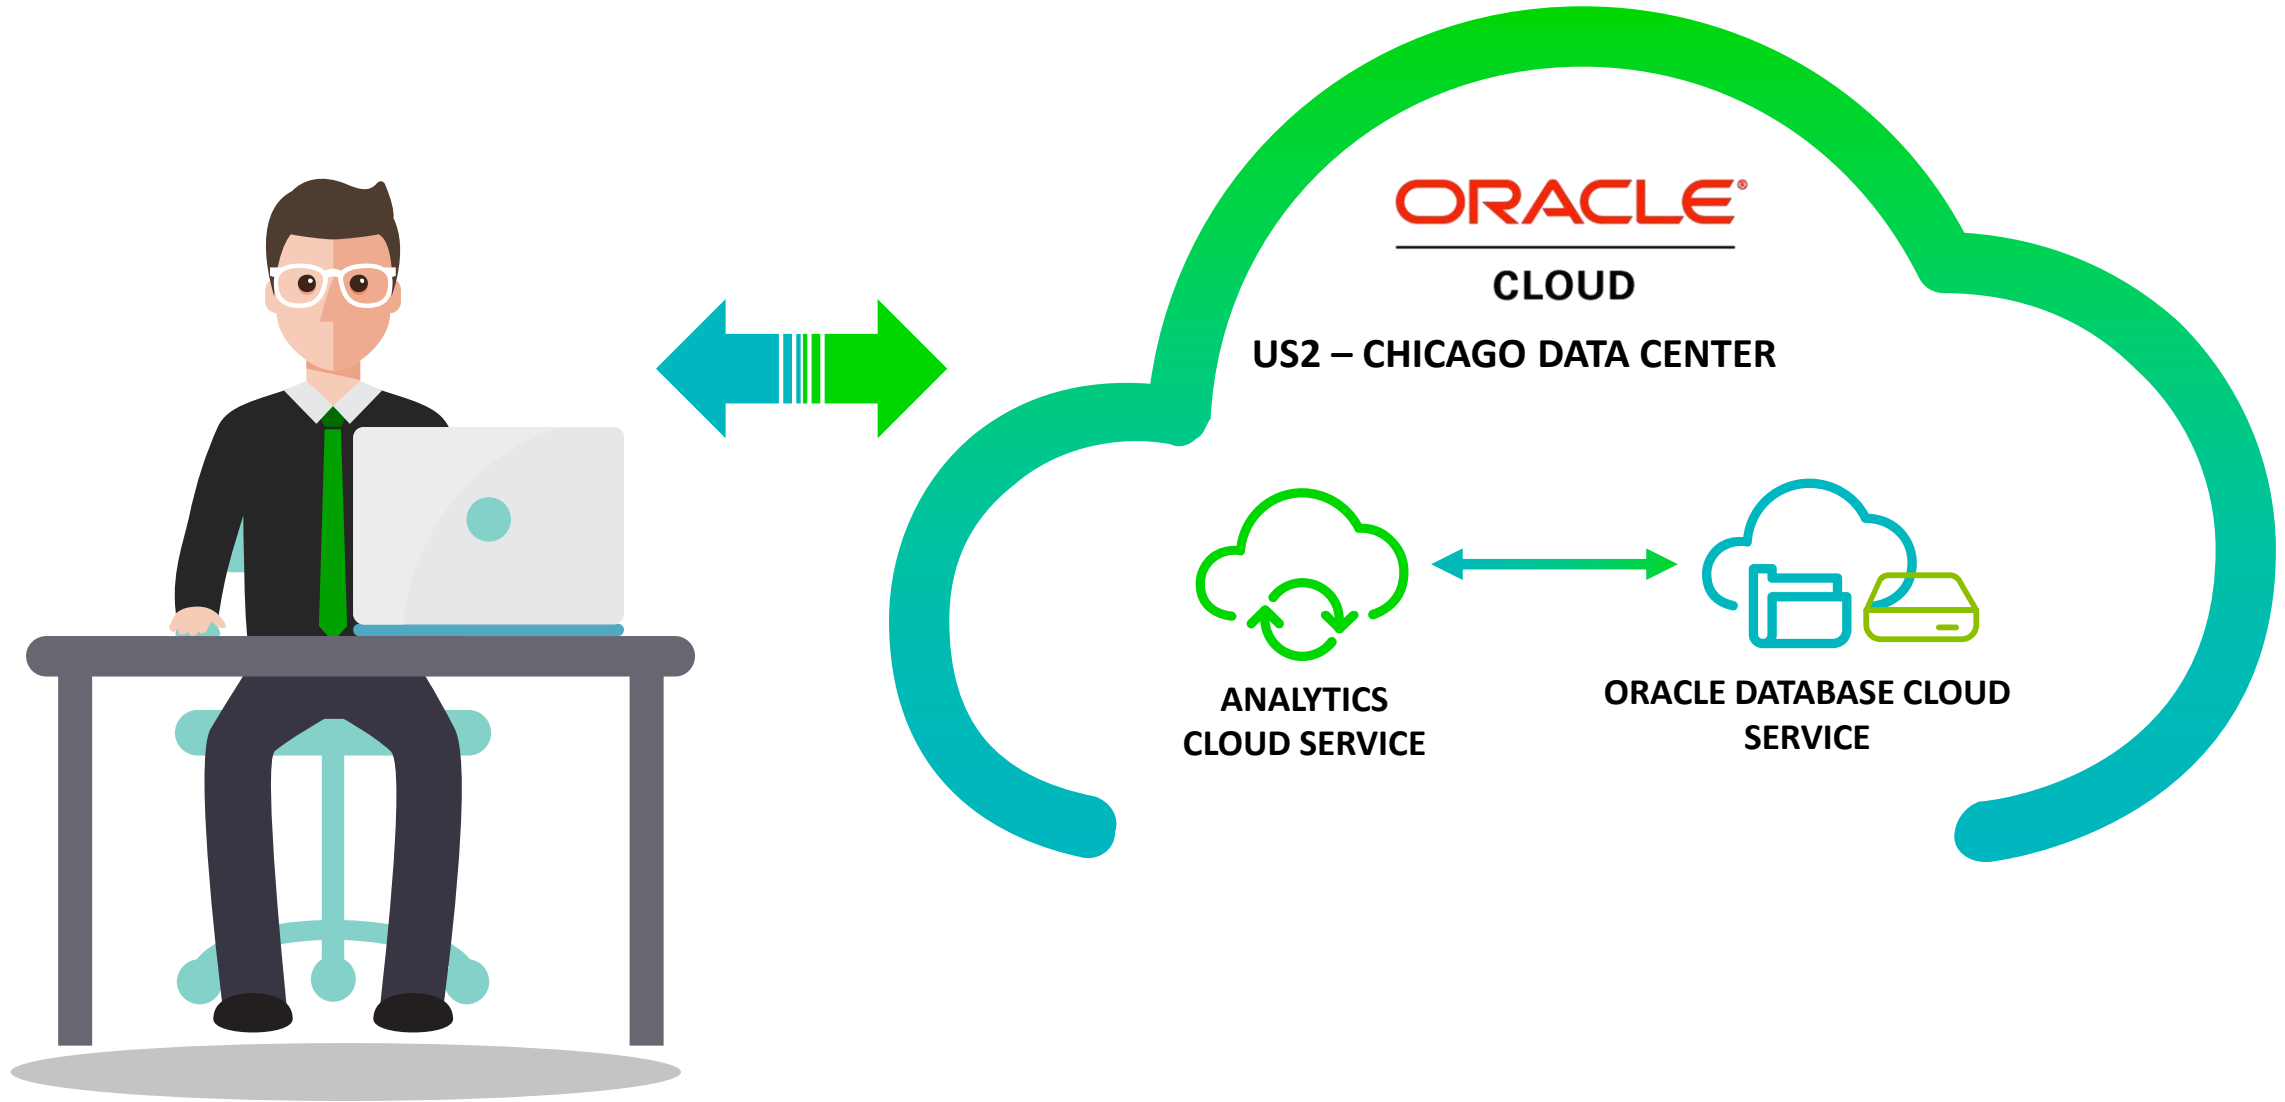 ORACLE®
CLOUD
US2 – CHICAGO DATA CENTER
ANALYTICS
CLOUD SERVICE
ORACLE DATABASE CLOUD
SERVICE